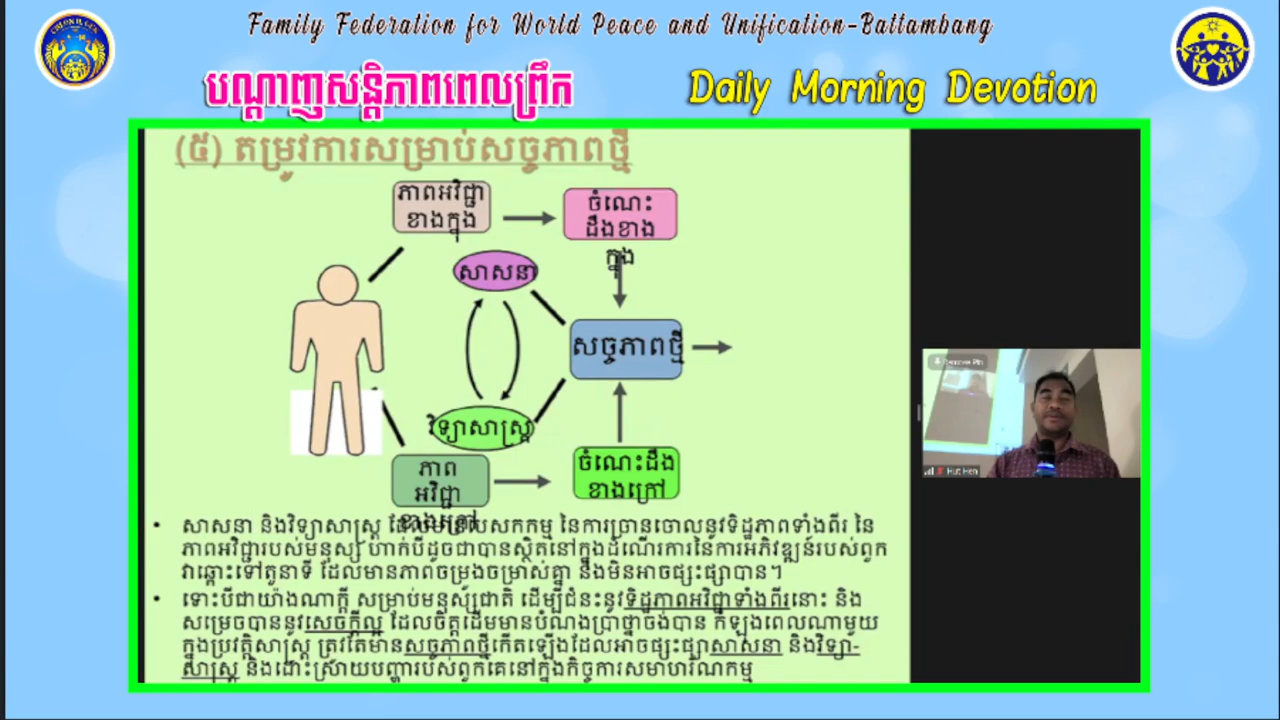 Family Federation for World Peace and Unification-Battambang
បណ្ដាញសន្តិភាពពេលព្រឹក
Daily Morning Devotion
(៥) តម្រូវការសម្រាប់សច្ចភាពថ្មី
ភាពអវិជ្ជា
ខាងក្នុង
ចំណេះ
ដឹងខាង
ក្នុង
សាសនា
សច្ចភាពថ្មី
វិទ្យាសាស្ត្រ
ភាព
អវិជ្ជា
ខាងក្រៅ
ចំណេះដឹង
ខាងក្រៅ
Hut Hen
• សាសនា និងវិទ្យាសាស្ត្រ នៃការច្រានចោលនូវទិដ្ឋភាពទាំងពីរ នៃ
ភាពអវិជ្ជារបស់មនុស្ស ហាក់បីដូចជាបានស្ថិតនៅក្នុងដំណើរការនៃការអភិវឌ្ឍន៍របស់ពួក
វាឆ្ពោះទៅតួនាទី ដែលមានភាពចម្រូងចម្រាស់គ្នា និងមិនអាចផ្សះផ្សាបាន។
• ទោះបីជាយ៉ាងណាក្ដី សម្រាប់មនុស្សជាតិ ដើម្បីជំនះនូវទិដ្ឋភាពអវិជ្ជាទាំងពីរនោះ និង
សម្រេចបាននូវសេចក្ដីល្អ ដែលចិត្តដើមមានបំណងប្រាថ្នាចង់បាន កំឡុងពេលណាមួយ
ក្នុងប្រវត្តិសាស្ត្រ ត្រូវតែមានសច្ចភាពថ្មីកើតឡើងដែលអាចផ្សះផ្សាសាសនា និងវិទ្យា-
សាស្ត្រ និងដោះស្រាយបញ្ហារបស់ពួកគេនៅក្នុងកិច្ចការសមាហរណកម្ម